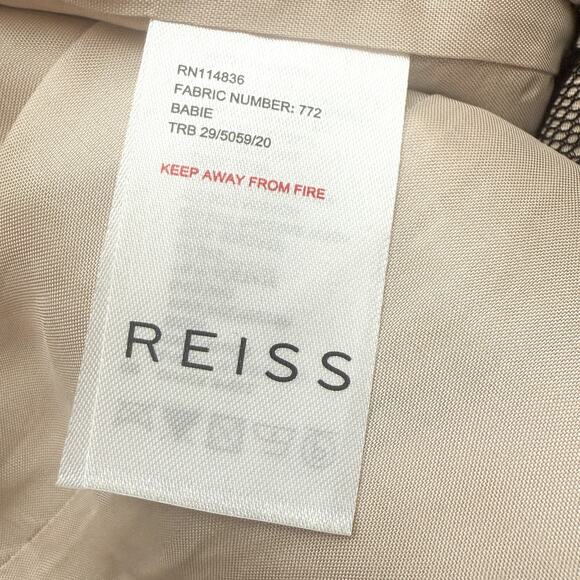 RN114836
FABRIC NUMBER: 772
BABIE
TRB 29/5059/20
KEEP AWAY FROM FIRE
REISS